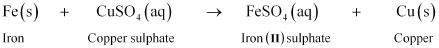 Fe(s) + CuSO₄(aq) → FeSO₄(aq) + Cu(s)
Iron Copper sulphate Iron (II) sulphate Copper